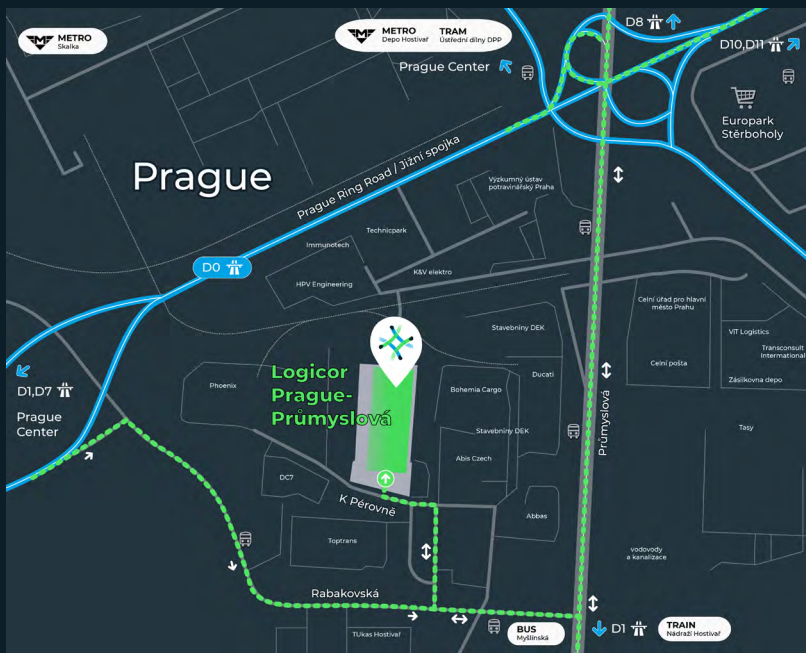 METRO
Skalka
METRO
Depo Hostivař
TRAM
Ústřední dílny DPP
D8
D10,D11
Prague Center
Europark
Stěrboholy
Prague
Prague Ring Road / Jižní spojka
Výzkumný ústav
potravinářský Praha
Technicpark
Immunotech
D0
K&V elektro
HPV Engineering
Celní úřad pro hlavní
město Prahu
Stavebniny DEK
VIT Logistics
Transconsult
International
Celní pošta
Logicor
Prague-
Průmyslová
Phoenix
Ducati
Zásilkovna depo
D1,D7
Prague
Center
Bohemia Cargo
Průmyslová
Tasy
Stavebniny DEK
Abis Czech
DC7
K Pérovně
Abbas
Toptrans
vodovody
a kanalizace
Rabakovská
TUkas Hostivař
BUS
Myšlínská
D1
TRAIN
Nádraží Hostivař